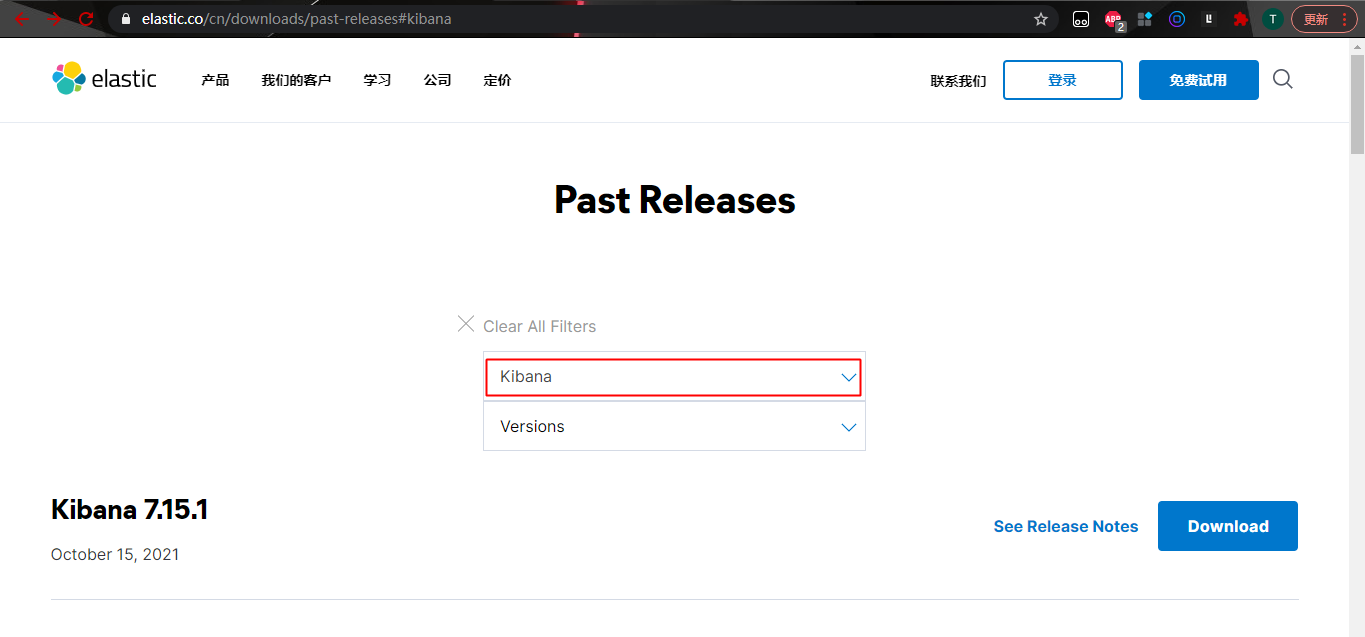 elastic.co/cn/downloads/past-releases#kibana
ABP
2
T
更新
elastic
产品 我们的客户 学习 公司 定价
联系我们 登录 免费试用
Past Releases
Clear All Filters
Kibana
Versions
Kibana 7.15.1
October 15, 2021
See Release Notes
Download